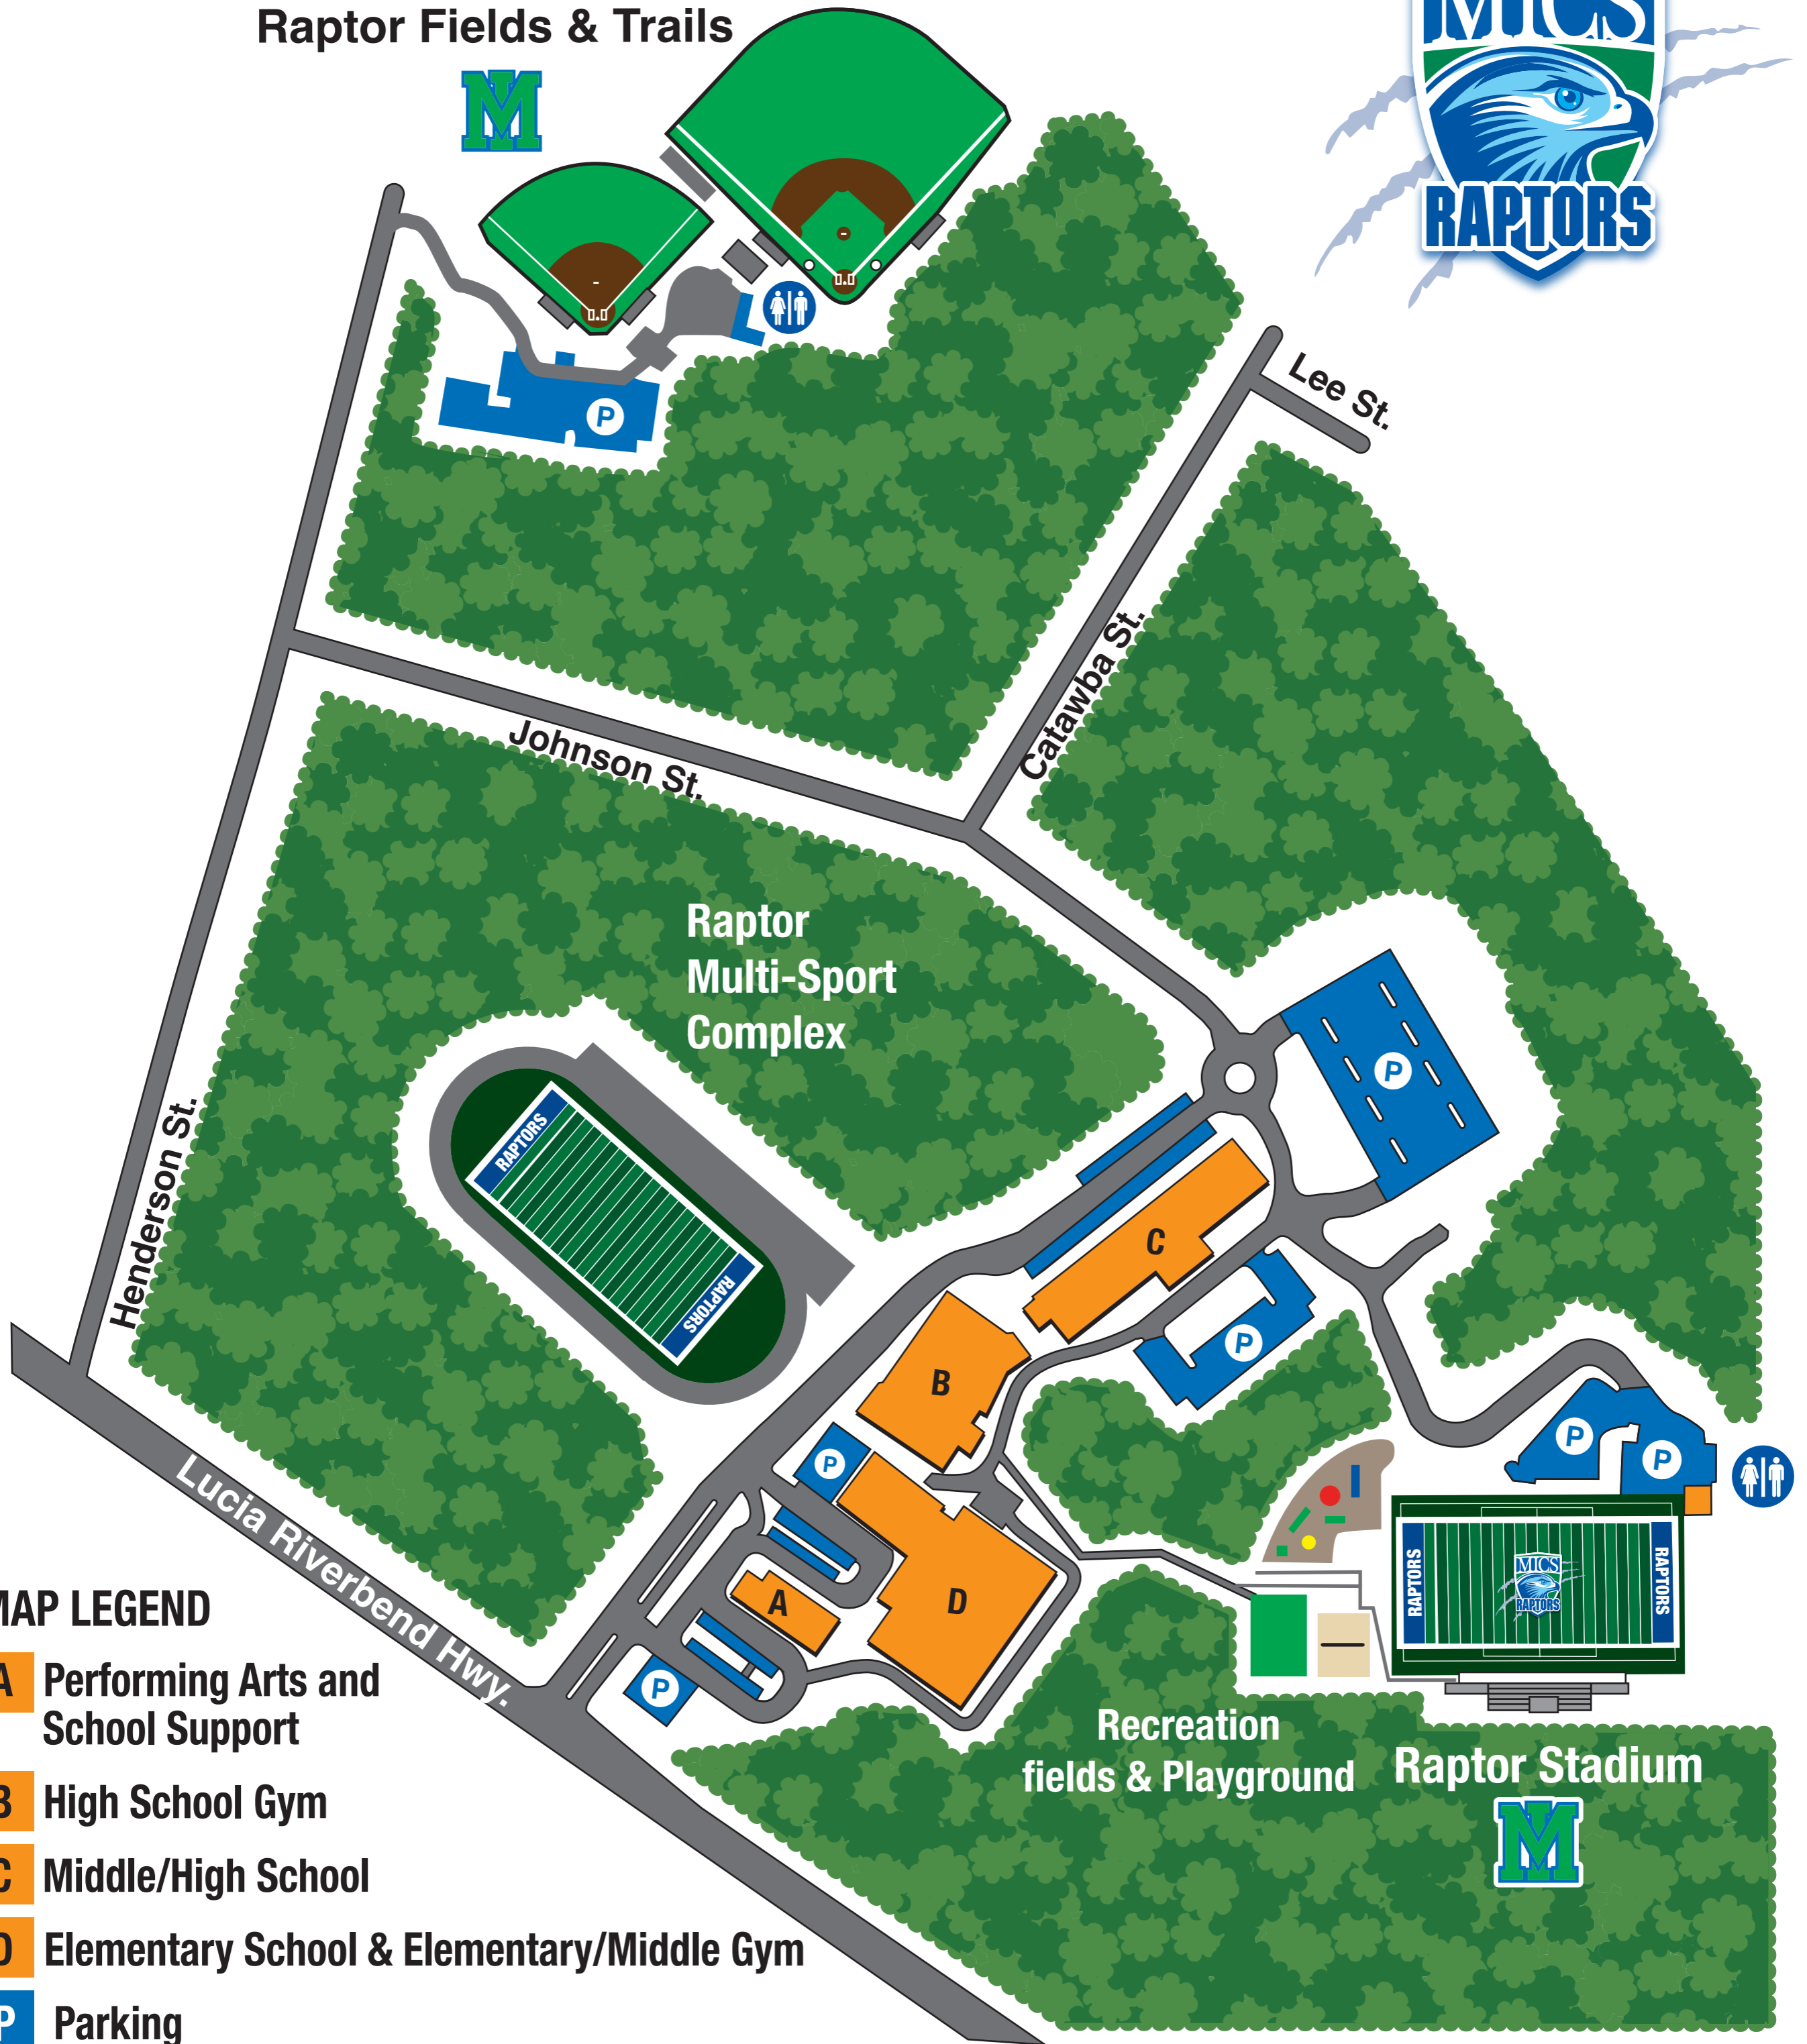 Raptor Fields & Trails
M
MICS
RAPTORS
Lee St.
P
Catawba St.
Johnson St.
Raptor
Multi-Sport
Complex
P
RAPTORS
RAPTORS
Henderson St.
C
P
B
P
P
P
RAPTORS
MICS
RAPTORS
RAPTORS
D
A
P
Lucia Riverbend Hwy.
Recreation
fields & Playground
Raptor Stadium
M
MAP LEGEND
A Performing Arts and
School Support
B High School Gym
C Middle/High School
D Elementary School & Elementary/Middle Gym
P Parking